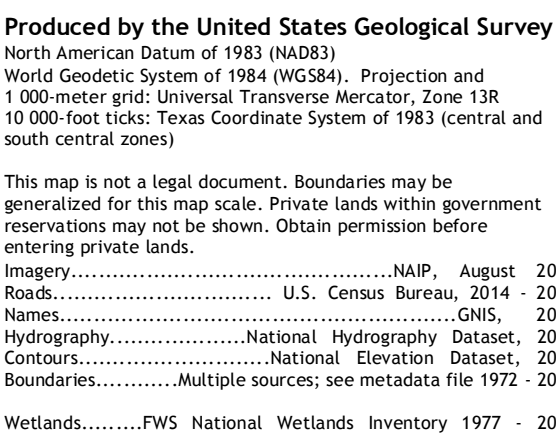 Produced by the United States Geological Survey
North American Datum of 1983 (NAD83)
World Geodetic System of 1984 (WGS84). Projection and
1 000-meter grid: Universal Transverse Mercator, Zone 13R
10 000-foot ticks: Texas Coordinate System of 1983 (central and
south central zones)
This map is not a legal document. Boundaries may be
generalized for this map scale. Private lands within government
reservations may not be shown. Obtain permission before
entering private lands.
Imagery..........................................NAIP, August 20
Roads............................ U.S. Census Bureau, 2014 - 20
Names...................................................GNIS, 20
Hydrography....................National Hydrography Dataset, 20
Contours............................National Elevation Dataset, 20
Boundaries............Multiple sources; see metadata file 1972 - 20
Wetlands.........FWS National Wetlands Inventory 1977 - 20